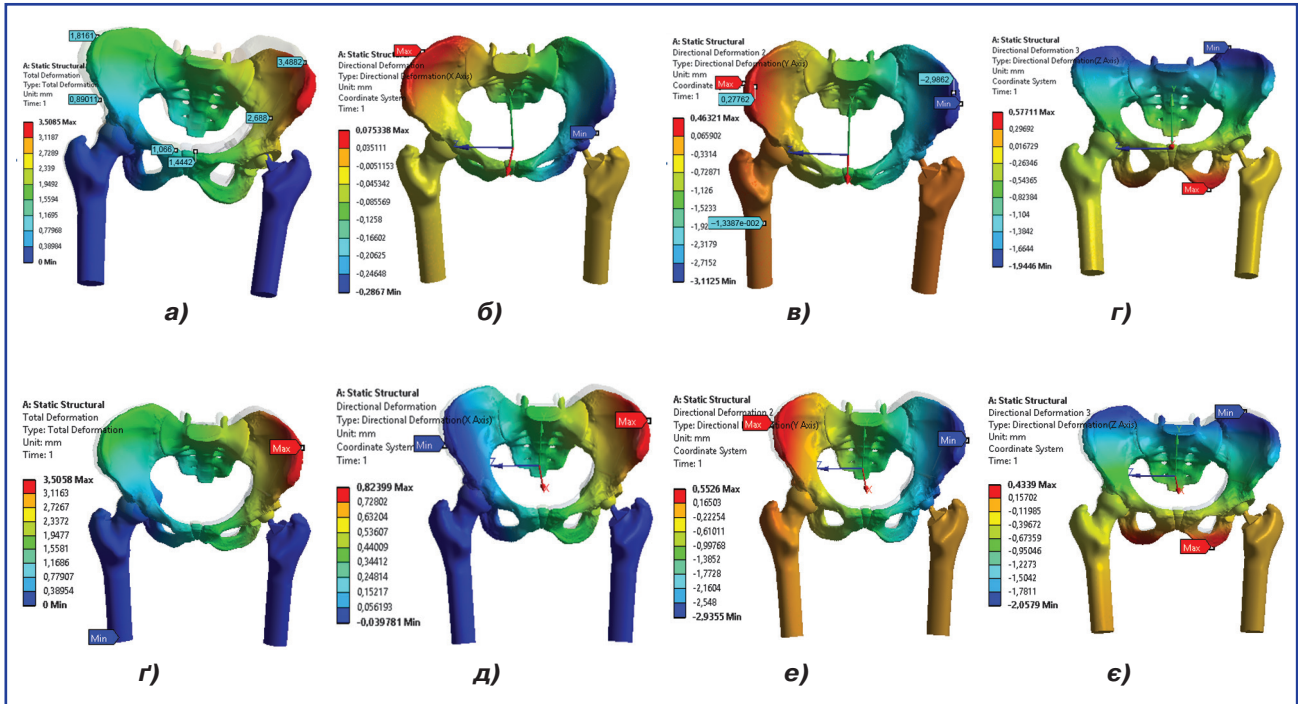 1,8161
3,4882
0,89011
2,688
1,066
1,4442
A: Static Structural
Total Deformation
Type: Total Deformation
Unit: mm
Time: 1
3,5085 Max
3,1187
2,7289
2,339
1,9492
1,5594
1,1695
0,77968
0,38984
0 Min
а)
A: Static Structural
Directional Deformation
Type: Directional Deformation(X Axis)
Unit: mm
Coordinate System
Time: 1
0,075338 Max
0,035111
-0,0051153
-0,045342
-0,085569
-0,1258
-0,16602
-0,20625
-0,24648
-0,2867 Min
Max
Min
б)
A: Static Structural
Directional Deformation 2
Type: Directional Deformation(Y Axis)
Unit: mm
Coordinate
Time: 1
0,46321 Max
0,065902
-0,3314
-0,72871
-1,126
-1,5233
-1,92
-2,3179
-2,7152
-3,1125 Min
Max
0,27762
-2,9862
Min
-1,3387e-002
в)
A: Static Structural
Directional Deformation 3
Type: Directional Deformation(Z Axis)
Unit: mm
Coordinate System
Time: 1
0,57711 Max
0,29692
0,016729
-0,26346
-0,54365
-0,82384
-1,104
-1,3842
-1,6644
-1,9446 Min
Min
Max
г)
A: Static Structural
Total Deformation
Type: Total Deformation
Unit: mm
Time: 1
3,5058 Max
3,1163
2,7267
2,3372
1,9477
1,5581
1,1686
0,77907
0,38954
0 Min
Max
Min
ґ)
A: Static Structural
Directional Deformation
Type: Directional Deformation(X Axis)
Unit: mm
Coordinate System
Time: 1
0,82399 Max
0,72802
0,63204
0,53607
0,44009
0,34412
0,24814
0,15217
0,056193
-0,039781 Min
Min
Max
Z
X
д)
A: Static Structural
Directional Deformation 2
Type: Directional Deformation(Y Axis)
Unit: mm
Coordinate System
Time: 1
0,5526 Max
0,16503
-0,22254
-0,61011
-0,99768
-1,3852
-1,7728
-2,1604
-2,548
-2,9355 Min
Max
Min
Z
X
е)
A: Static Structural
Directional Deformation 3
Type: Directional Deformation(Z Axis)
Unit: mm
Coordinate System
Time: 1
0,4339 Max
0,15702
-0,11985
-0,39672
-0,67359
-0,95046
-1,2273
-1,5042
-1,7811
-2,0579 Min
Min
Max
Z
X
є)